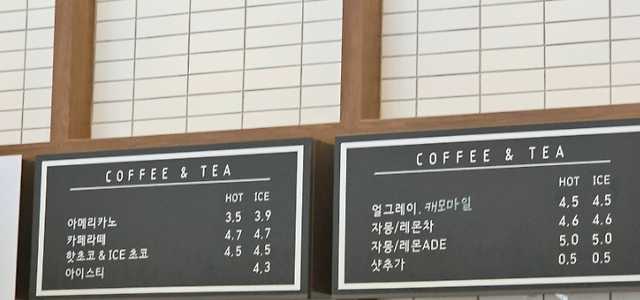 COFFEE & TEA
HOT ICE
아메리카노 3.5 3.9
카페라떼 4.7 4.7
핫초코 & ICE 초코 4.5 4.5
아이스티 4.3
COFFEE & TEA
HOT ICE
얼그레이, 캐모마일 4.5 4.5
자몽/레몬차 4.6 4.6
자몽/레몬ADE 5.0 5.0
샷추가 0.5 0.5